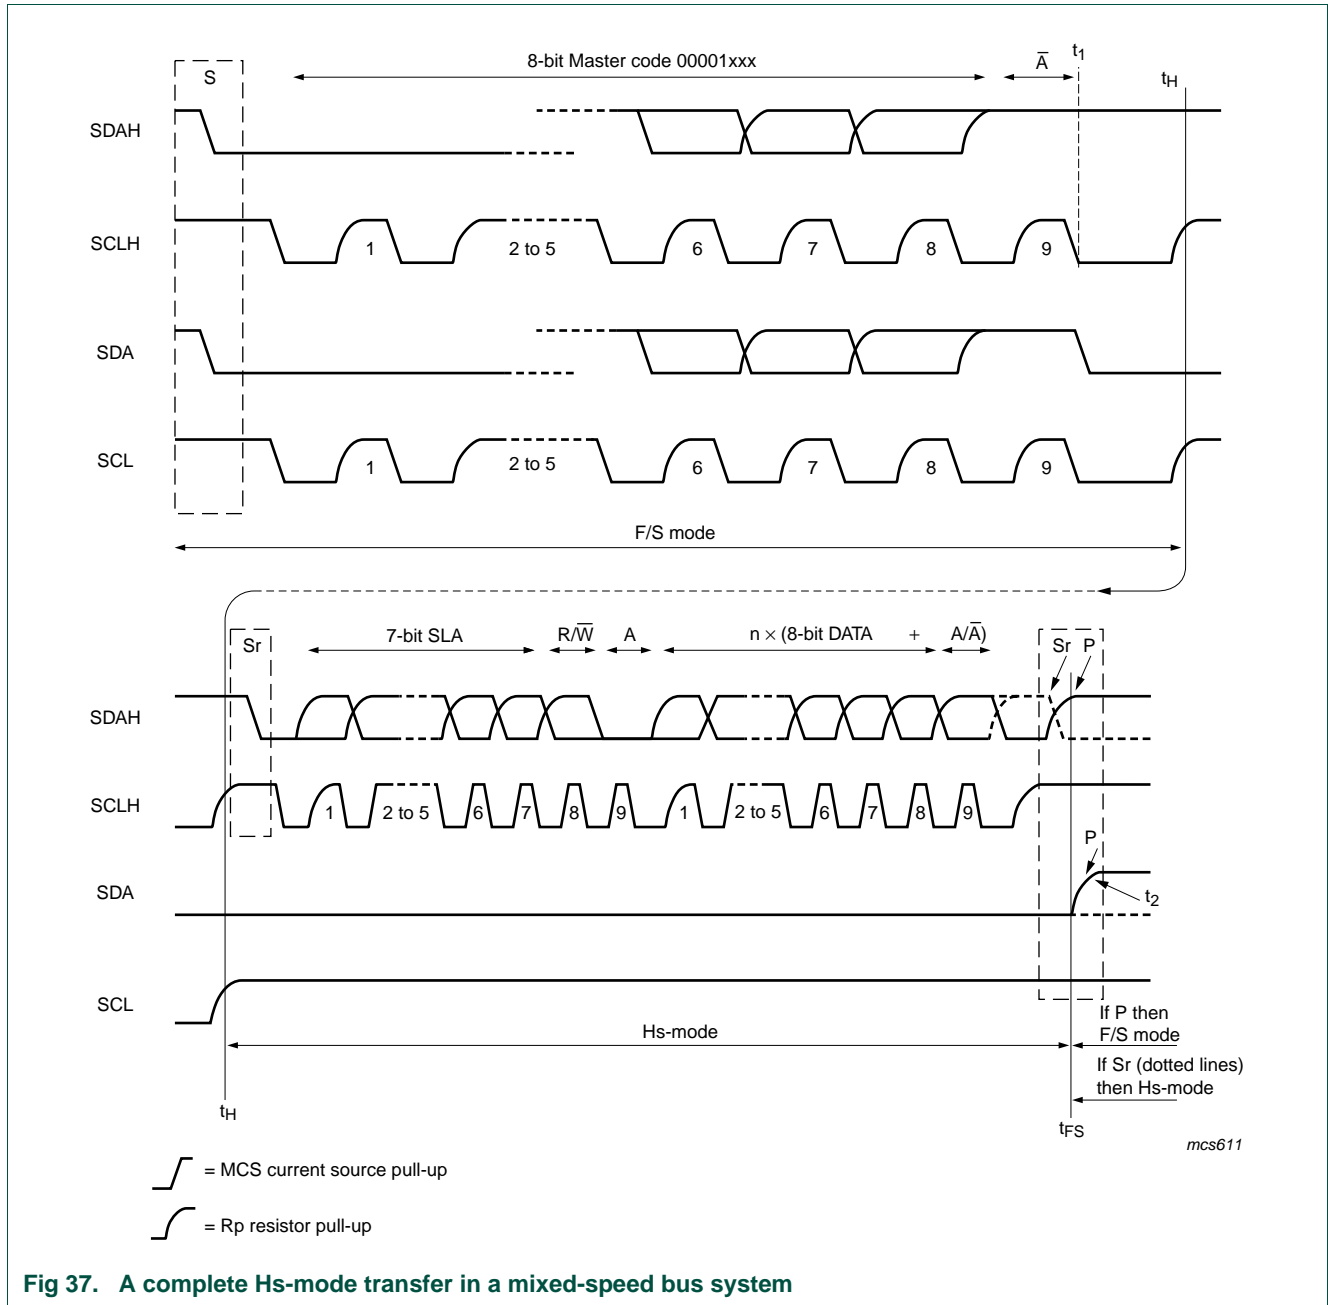 S
8-bit Master code 00001xxx
A̅
t1
tH
SDAH
SCLH
1
2 to 5
6
7
8
9
SDA
SCL
1
2 to 5
6
7
8
9
F/S mode
Sr
7-bit SLA
R/W̅
A
n × (8-bit DATA + A/A̅)
Sr P
SDAH
SCLH
1
2 to 5
6
7
8
9
1
2 to 5
6
7
8
9
P
SDA
t2
SCL
If P then
F/S mode
Hs-mode
If Sr (dotted lines)
then Hs-mode
tH
tFS
mcs611
= MCS current source pull-up
= Rp resistor pull-up
Fig 37. A complete Hs-mode transfer in a mixed-speed bus system